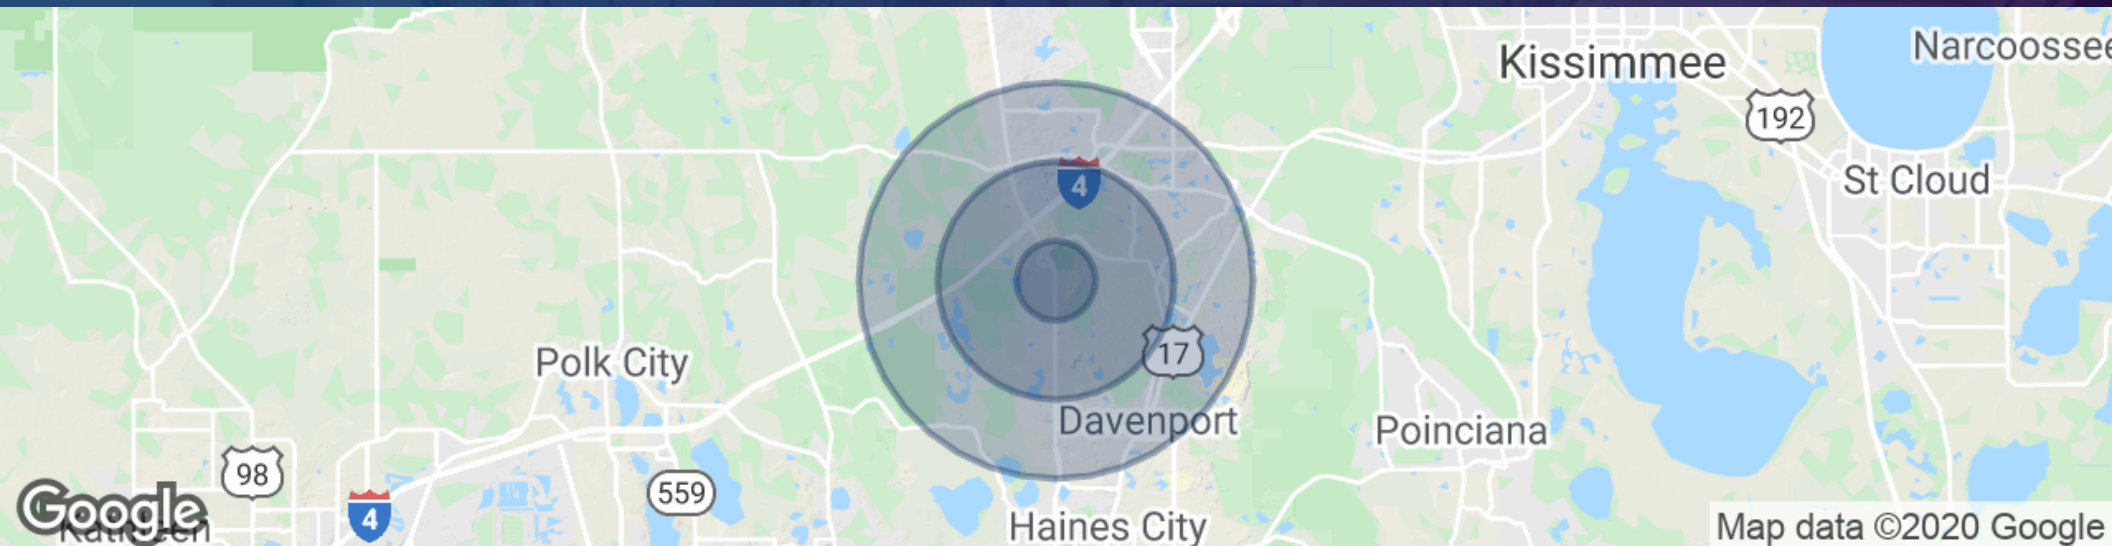 Narcoossee
Kissimmee
192
4
St Cloud
17
Polk City
Davenport
Poinciana
98
559
Google
4
Kathleen
Haines City
Map data ©2020 Google